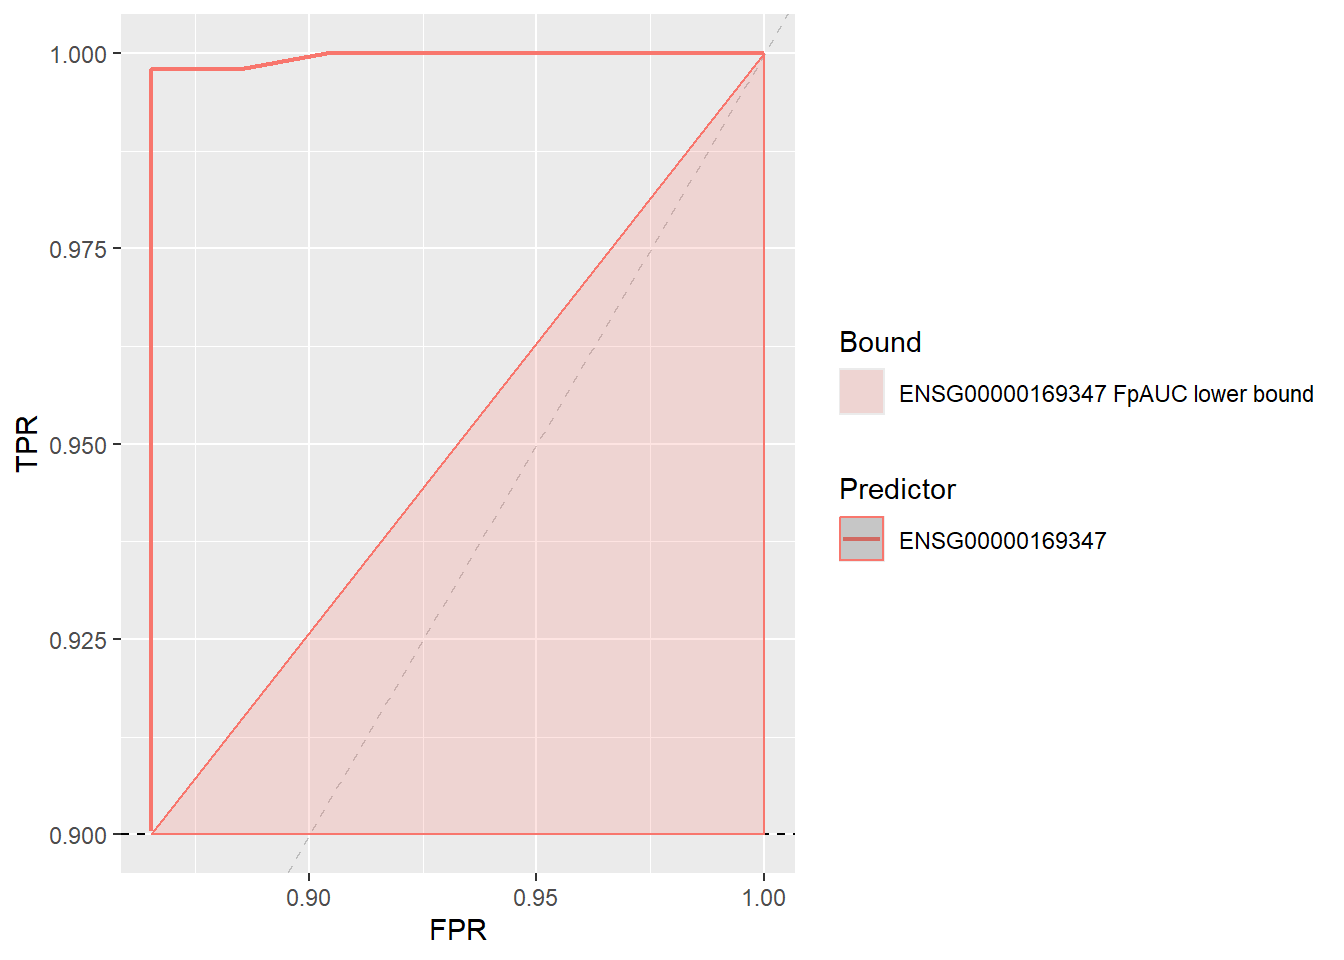 1.000
0.975
0.950
0.925
0.900
TPR
0.90
0.95
1.00
FPR
Bound
ENSG00000169347 FpAUC lower bound
Predictor
ENSG00000169347